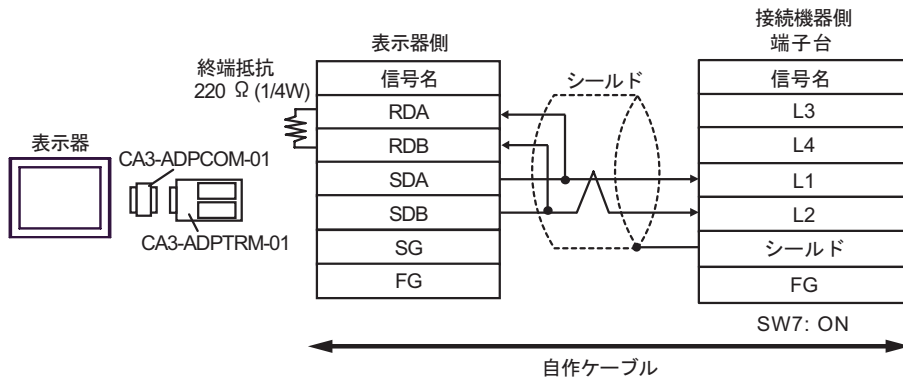 表示器
CA3-ADPCOM-01
CA3-ADPTRM-01
終端抵抗
220 Ω (1/4W)
表示器側
信号名
RDA
RDB
SDA
SDB
SG
FG
シールド
接続機器側
端子台
信号名
L3
L4
L1
L2
シールド
FG
SW7: ON
自作ケーブル